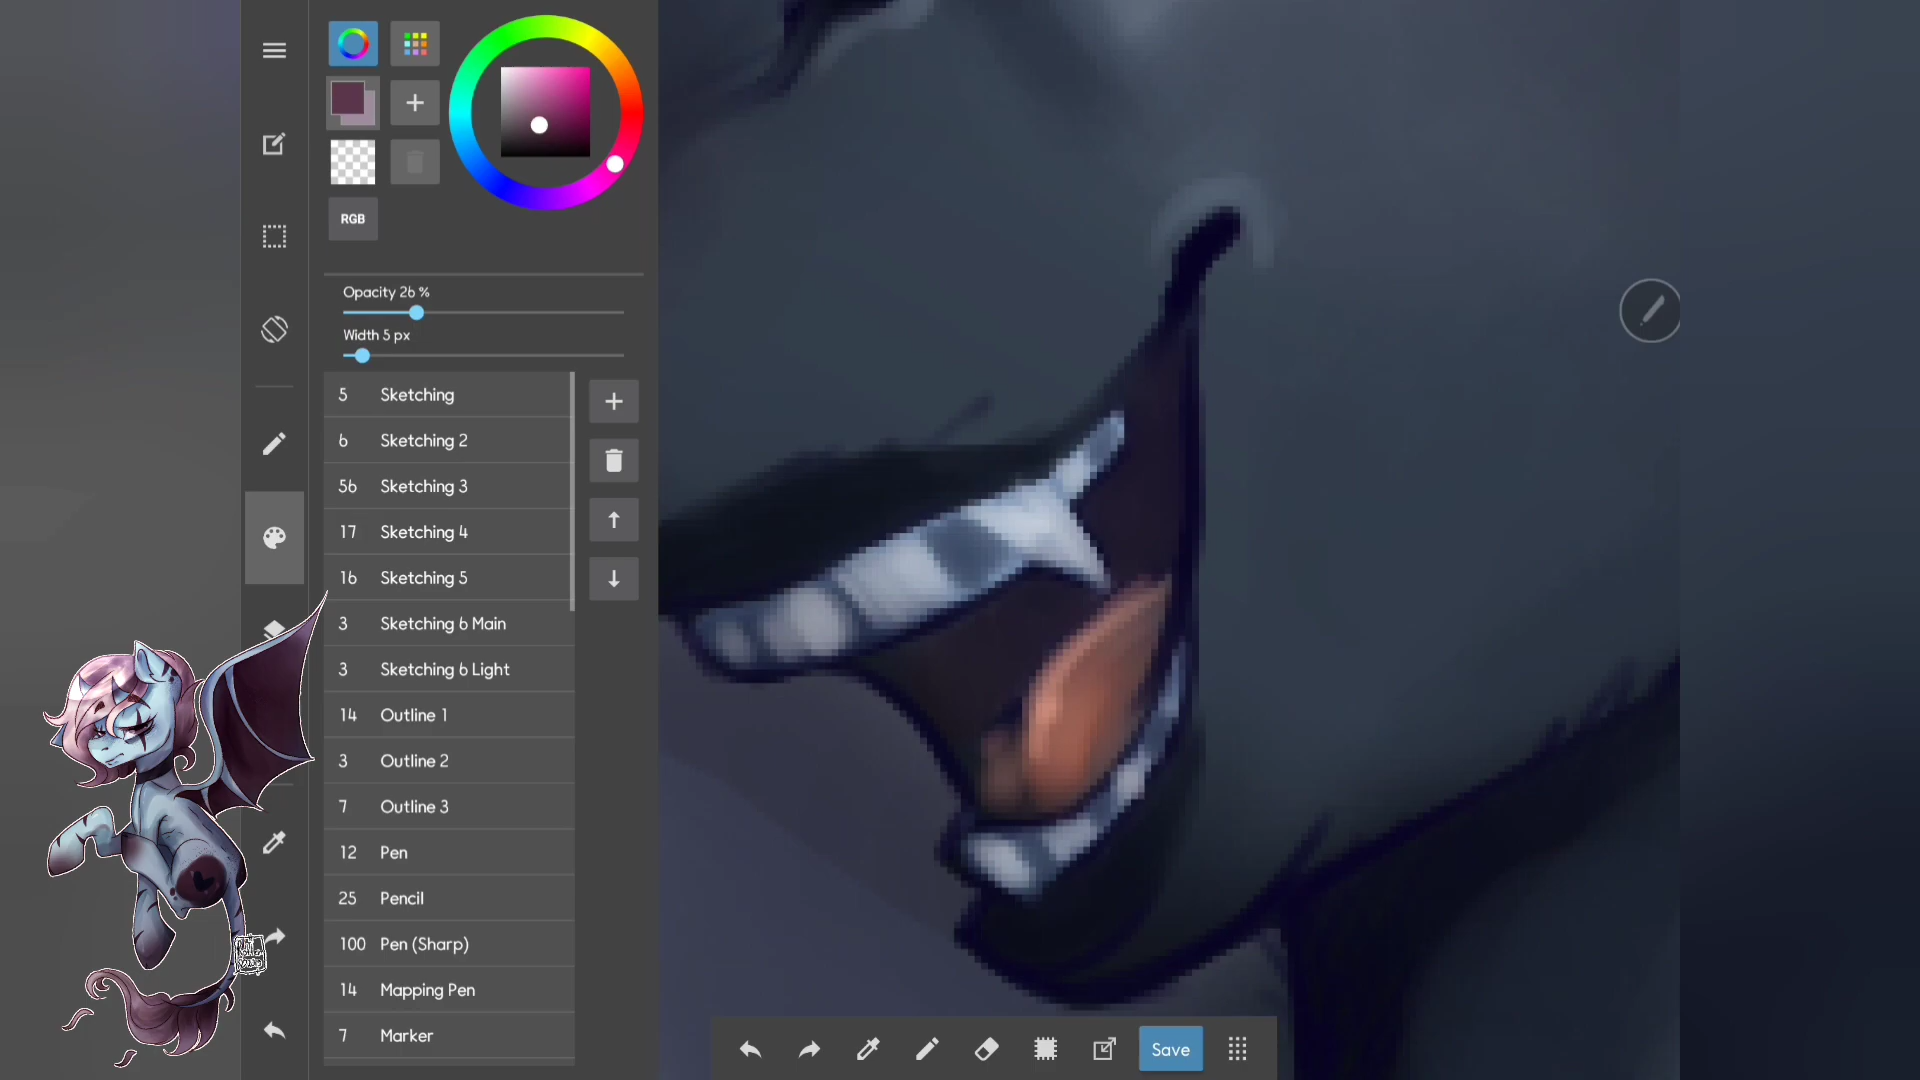 RGB
Opacity 26 %
Width 5 px
5 Sketching
6 Sketching 2
56 Sketching 3
17 Sketching 4
16 Sketching 5
3 Sketching 6 Main
3 Sketching 6 Light
14 Outline 1
3 Outline 2
7 Outline 3
12 Pen
25 Pencil
100 Pen (Sharp)
14 Mapping Pen
7 Marker
Save